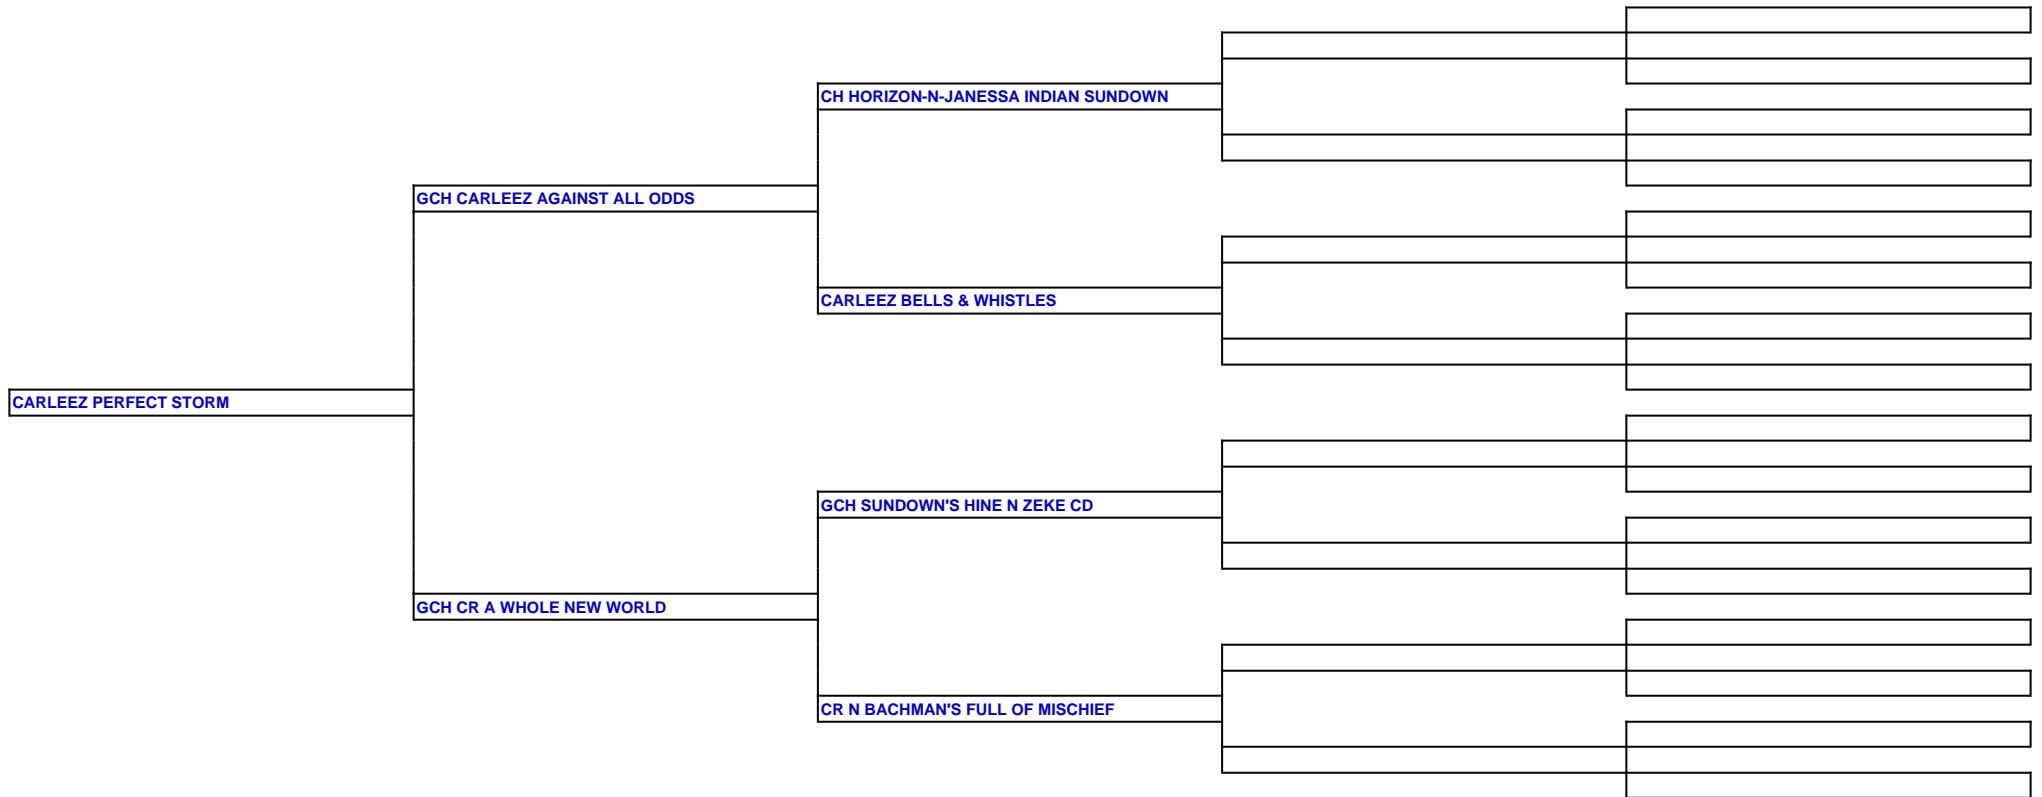 CH HORIZON-N-JANESSA INDIAN SUNDOWN
GCH CARLEEZ AGAINST ALL ODDS
CARLEEZ BELLS & WHISTLES
CARLEEZ PERFECT STORM
GCH SUNDOWN'S HINE N ZEKE CD
GCH CR A WHOLE NEW WORLD
CR N BACHMAN'S FULL OF MISCHIEF